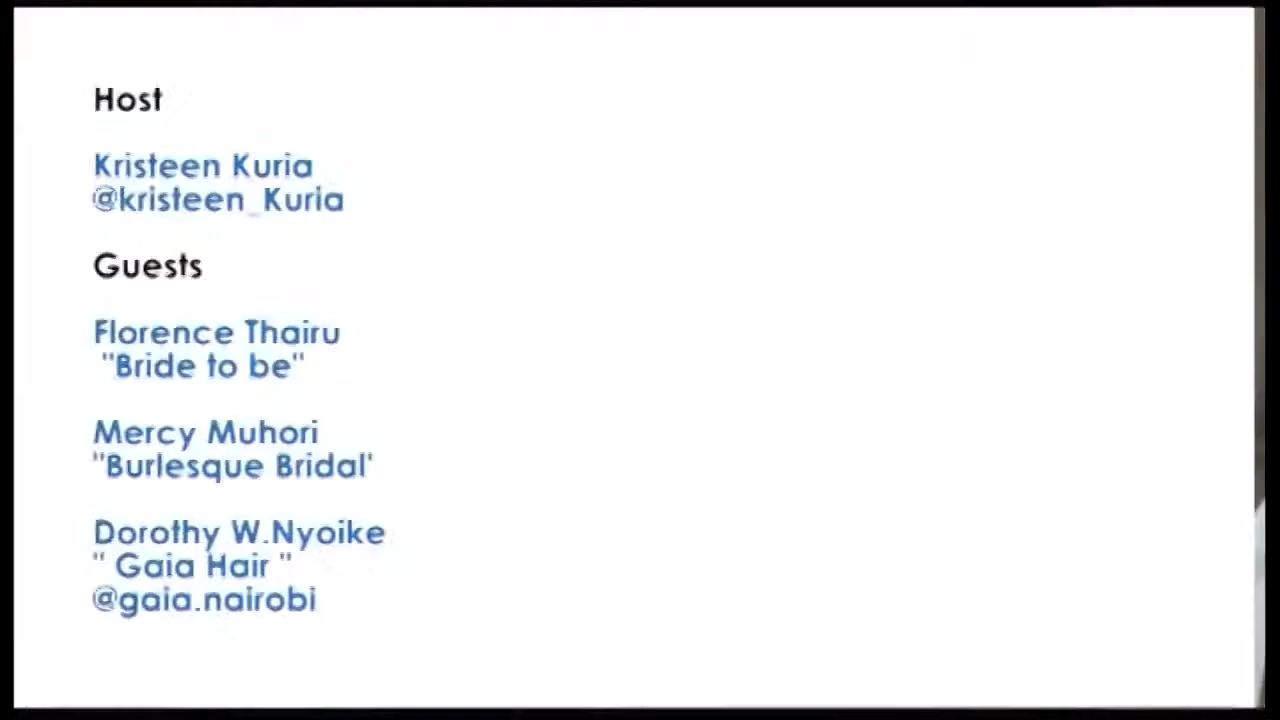 Host
Kristeen Kuria
@kristeen_Kuria
Guests
Florence Thairu
"Bride to be"
Mercy Muhori
"Burlesque Bridal'
Dorothy W.Nyoike
" Gaia Hair "
@gaia.nairobi